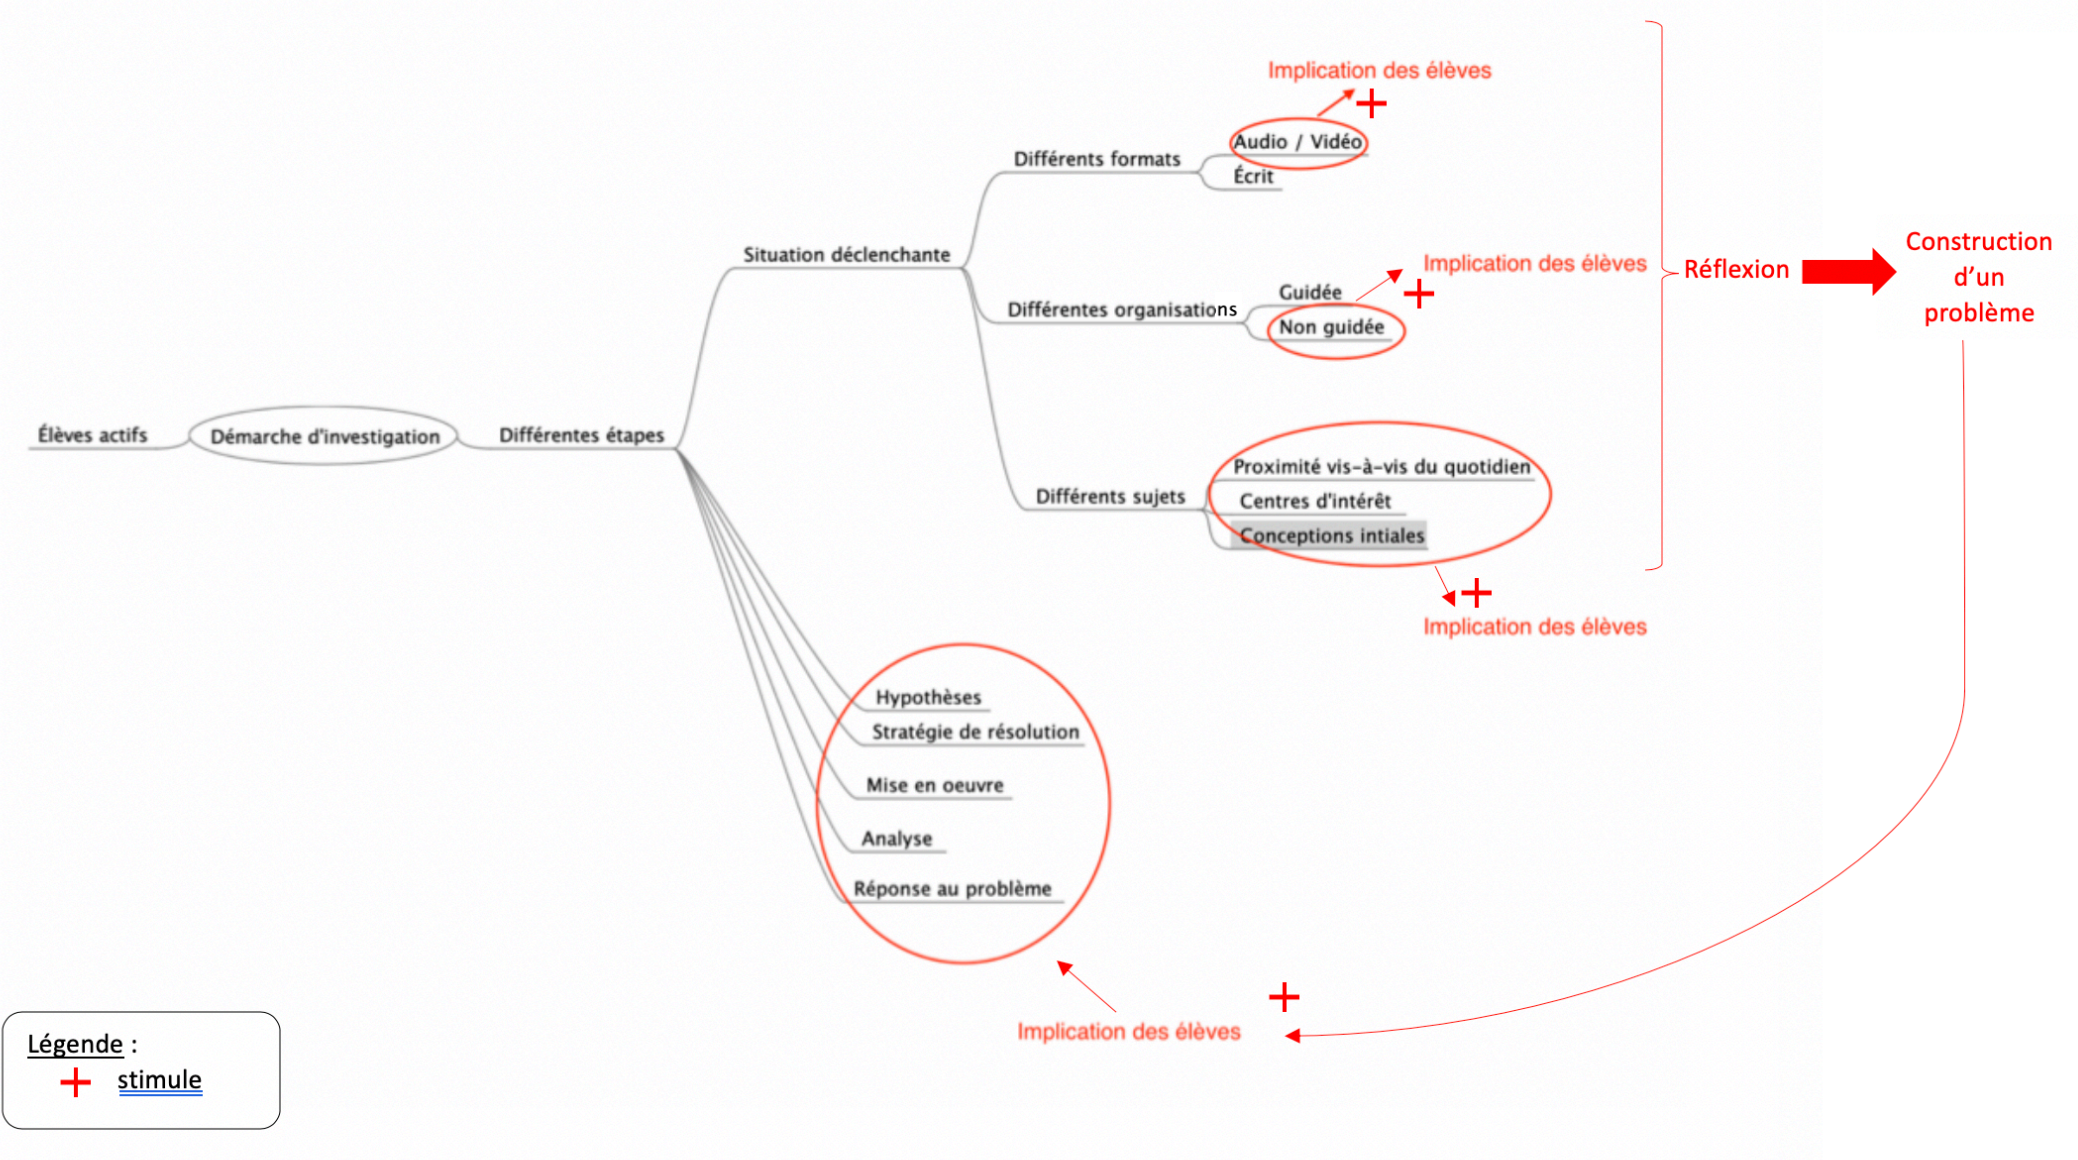 Implication des élèves
Audio / Vidéo
Différents formats
Écrit
Situation déclenchante
Implication des élèves
Guidée
Différentes organisations
Non guidée
Réflexion
Construction
d’un
problème
Élèves actifs
Démarche d'investigation
Différentes étapes
Proximité vis-à-vis du quotidien
Différents sujets
Centres d'intérêt
Conceptions intiales
Implication des élèves
Hypothèses
Stratégie de résolution
Mise en oeuvre
Analyse
Réponse au problème
Implication des élèves
Légende :
+ stimule